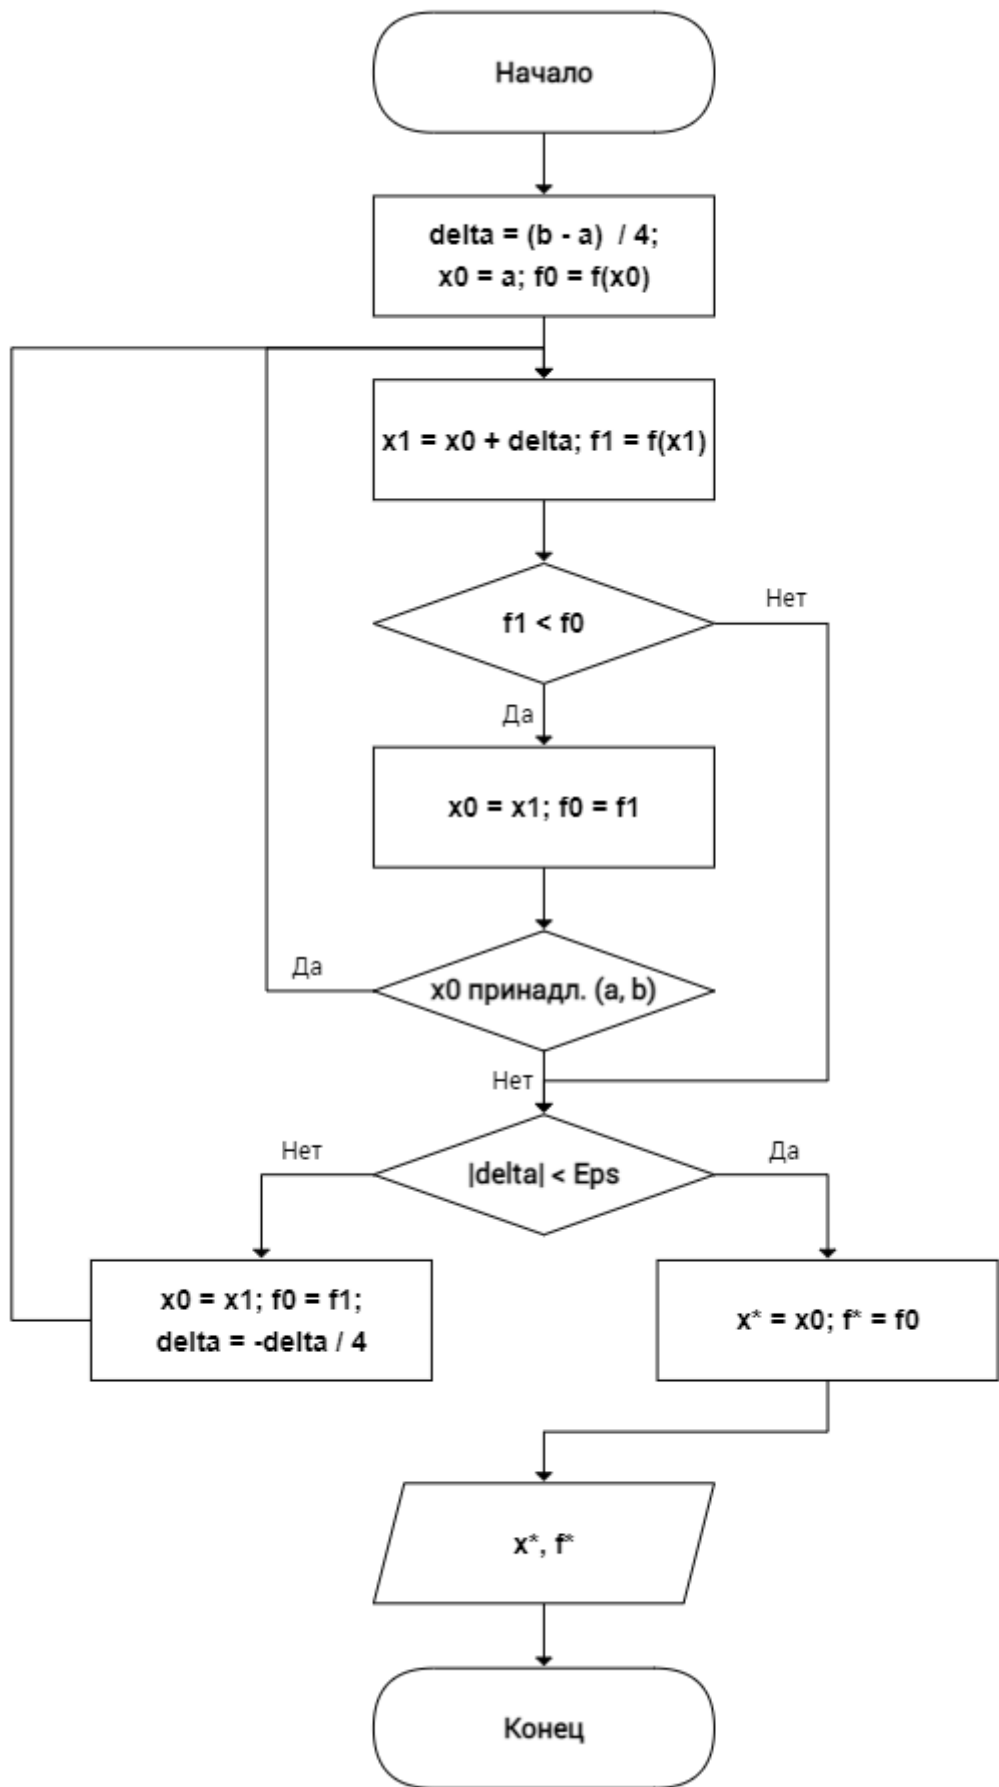 Начало
delta = (b - a) / 4;
x0 = a; f0 = f(x0)
x1 = x0 + delta; f1 = f(x1)
f1 < f0
Нет
Да
x0 = x1; f0 = f1
Да
x0 принадл. (a, b)
Нет
Нет
|delta| < Eps
Да
x0 = x1; f0 = f1;
delta = -delta / 4
x* = x0; f* = f0
x*, f*
Конец